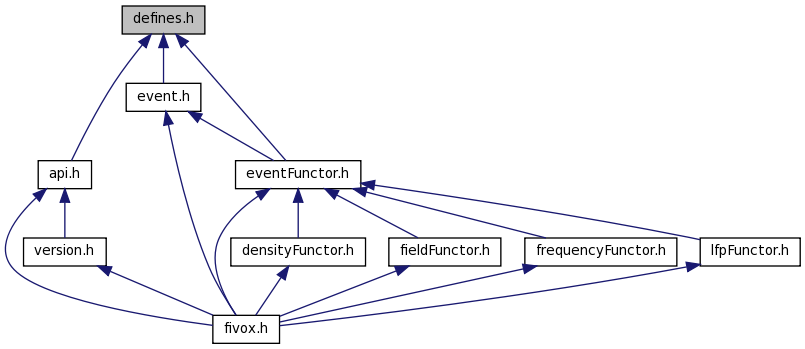 defines.h
event.h
api.h
eventFunctor.h
version.h
densityFunctor.h
fieldFunctor.h
frequencyFunctor.h
lfpFunctor.h
fivox.h